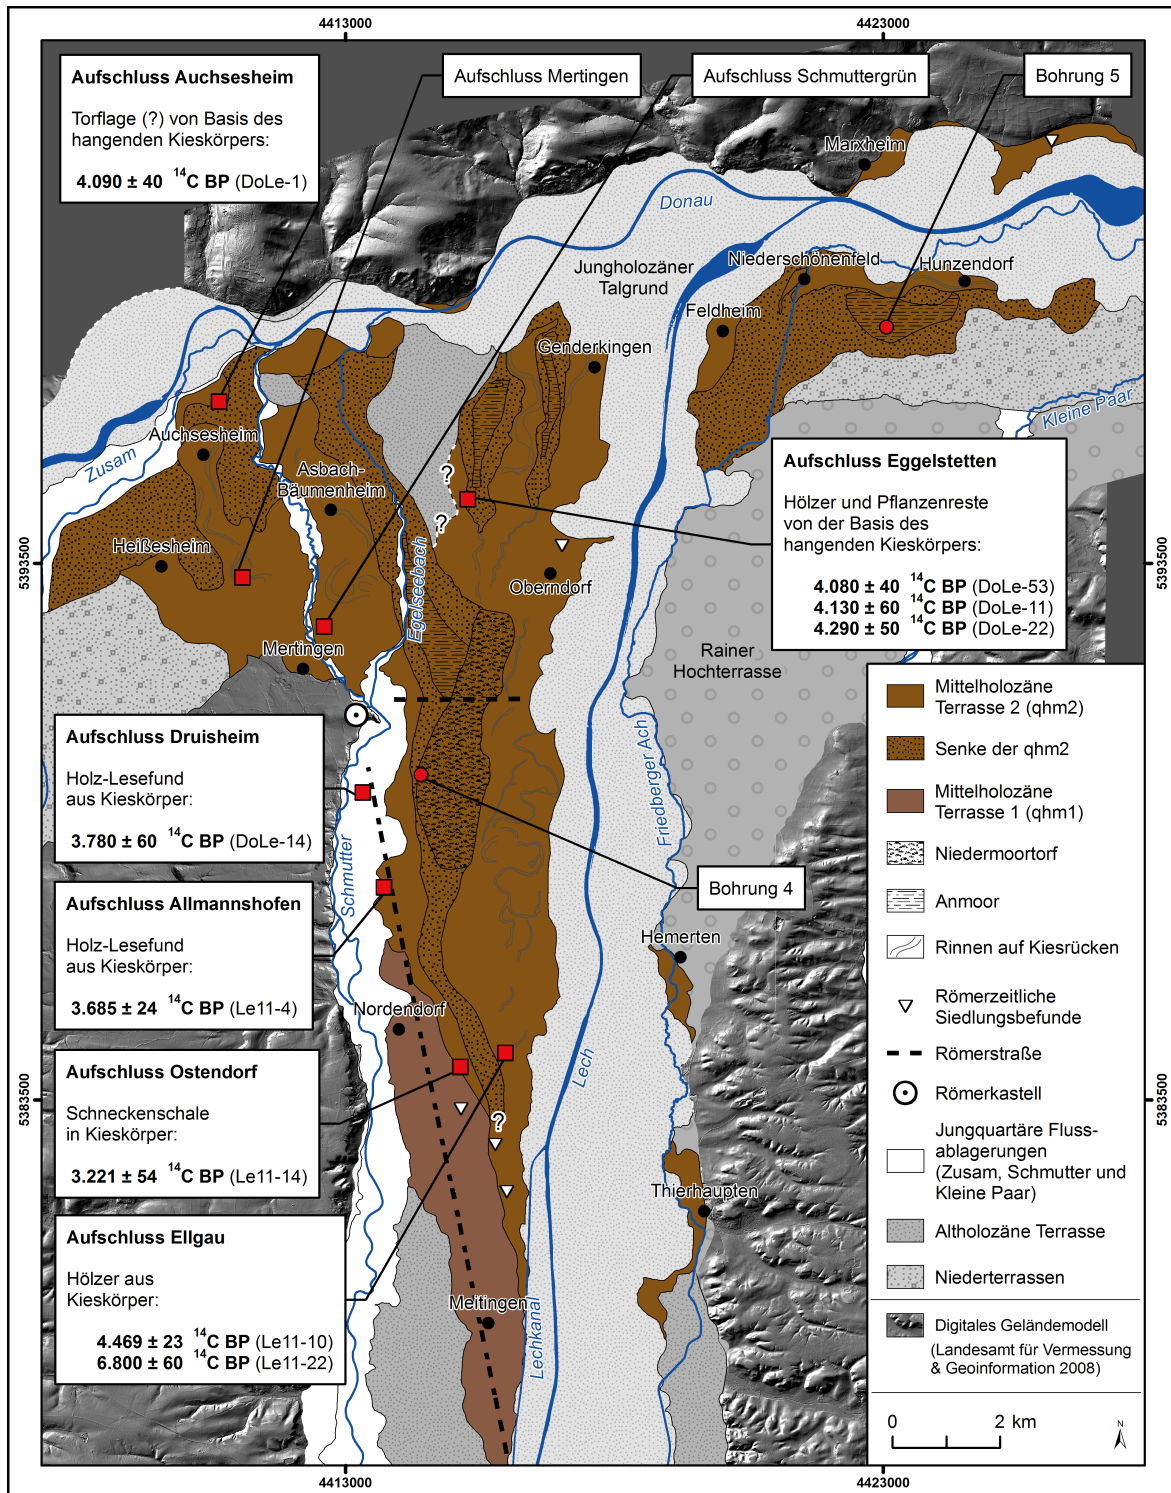 4413000
4423000
Aufschluss Auchsesheim
Torflage (?) von Basis des
hangenden Kieskörpers:
4.090 ± 40 ¹⁴C BP (DoLe-1)
Aufschluss Mertingen
Aufschluss Schmuttergrün
Bohrung 5
Marxheim
Donau
Jungholozäner
Talgrund
Niederschönenfeld
Hunzendorf
Feldheim
Genderkingen
Kleine Paar
Zusam
Auchsesheim
Asbach-
Bäumenheim
?
?
Heißesheim
Egelseebach
Oberndorf
5393500
5393500
Aufschluss Eggelstetten
Hölzer und Pflanzenreste
von der Basis des
hangenden Kieskörpers:
4.080 ± 40 ¹⁴C BP (DoLe-53)
4.130 ± 60 ¹⁴C BP (DoLe-11)
4.290 ± 50 ¹⁴C BP (DoLe-22)
Mertingen
Rainer
Hochterrasse
Friedberger Ach
Aufschluss Druisheim
Holz-Lesefund
aus Kieskörper:
3.780 ± 60 ¹⁴C BP (DoLe-14)
Schmutter
Bohrung 4
Aufschluss Allmannshofen
Holz-Lesefund
aus Kieskörper:
3.685 ± 24 ¹⁴C BP (Le11-4)
Hemerten
Nordendorf
Lech
Aufschluss Ostendorf
Schneckenschale
in Kieskörper:
3.221 ± 54 ¹⁴C BP (Le11-14)
?
5383500
5383500
Thierhaupten
Aufschluss Ellgau
Hölzer aus
Kieskörper:
4.469 ± 23 ¹⁴C BP (Le11-10)
6.800 ± 60 ¹⁴C BP (Le11-22)
Meitingen
Lechkanal
Mittelholozäne
Terrasse 2 (qhm2)
Senke der qhm2
Mittelholozäne
Terrasse 1 (qhm1)
Niedermoortorf
Anmoor
Rinnen auf Kiesrücken
Römerzeitliche
Siedlungsbefunde
Römerstraße
Römerkastell
Jungquartäre Fluss-
ablagerungen
(Zusam, Schmutter und
Kleine Paar)
Altholozäne Terrasse
Niederterrassen
Digitales Geländemodell
(Landesamt für Vermessung
& Geoinformation 2008)
0 2 km
N
4413000
4423000